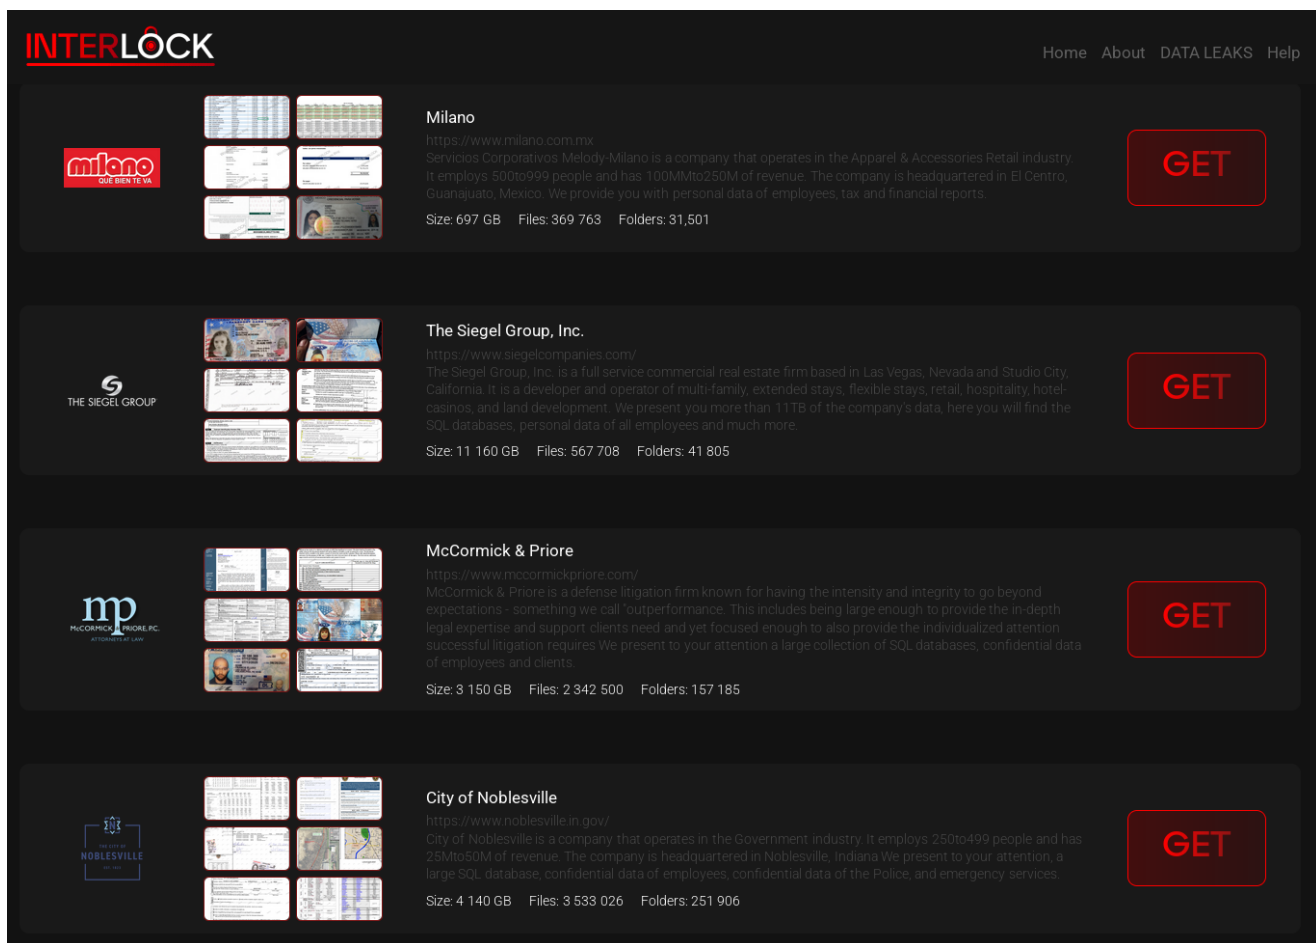 INTERLOCK
Home About DATA LEAKS Help
milano
QUÉ BIEN TE VA
Milano
https://www.milano.com.mx
Servicios Corporativos Melody-Milano is a company that operates in the Apparel & Accessories Retail industry.
It employs 500to999 people and has 100MMto250M of revenue. The company is headquartered in El Centro,
Guanajuato, Mexico. We provide you with personal data of employees, tax and financial reports.
Size: 697 GB Files: 369 763 Folders: 31,501
GET
THE SIEGEL GROUP
The Siegel Group, Inc.
https://www.siegelcompanies.com/
The Siegel Group, Inc. is a full service commercial real estate firm based in Las Vegas, Nevada and Studio City,
California. It is a developer and operator of multi-family, extended stays, flexible stays, retail, hospitality, hotel-
casinos, and land development. We present you more than 11TB of the company's data, here you will find the
SQL databases, personal data of all employees and much more.
Size: 11 160 GB Files: 567 708 Folders: 41 805
GET
mp
MCCORMICK & PRIORE, P.C.
ATTORNEYS AT LAW
McCormick & Priore
https://www.mccormickpriore.com/
McCormick & Priore is a defense litigation firm known for having the intensity and integrity to go beyond
expectations - something we call "outperformance. This includes being large enough to provide the in-depth
legal expertise and support clients need and yet focused enough to also provide the individualized attention
successful litigation requires We present to your attention a large collection of SQL databases, confidential data
of employees and clients.
Size: 3 150 GB Files: 2 342 500 Folders: 157 185
GET
N
THE CITY OF
NOBLESVILLE
City of Noblesville
https://www.noblesville.in.gov/
City of Noblesville is a company that operates in the Government industry. It employs 250to499 people and has
25Mto50M of revenue. The company is headquartered in Noblesville, Indiana We present to your attention, a
large SQL database, confidential data of employees, confidential data of the Police, and emergency services.
Size: 4 140 GB Files: 3 533 026 Folders: 251 906
GET